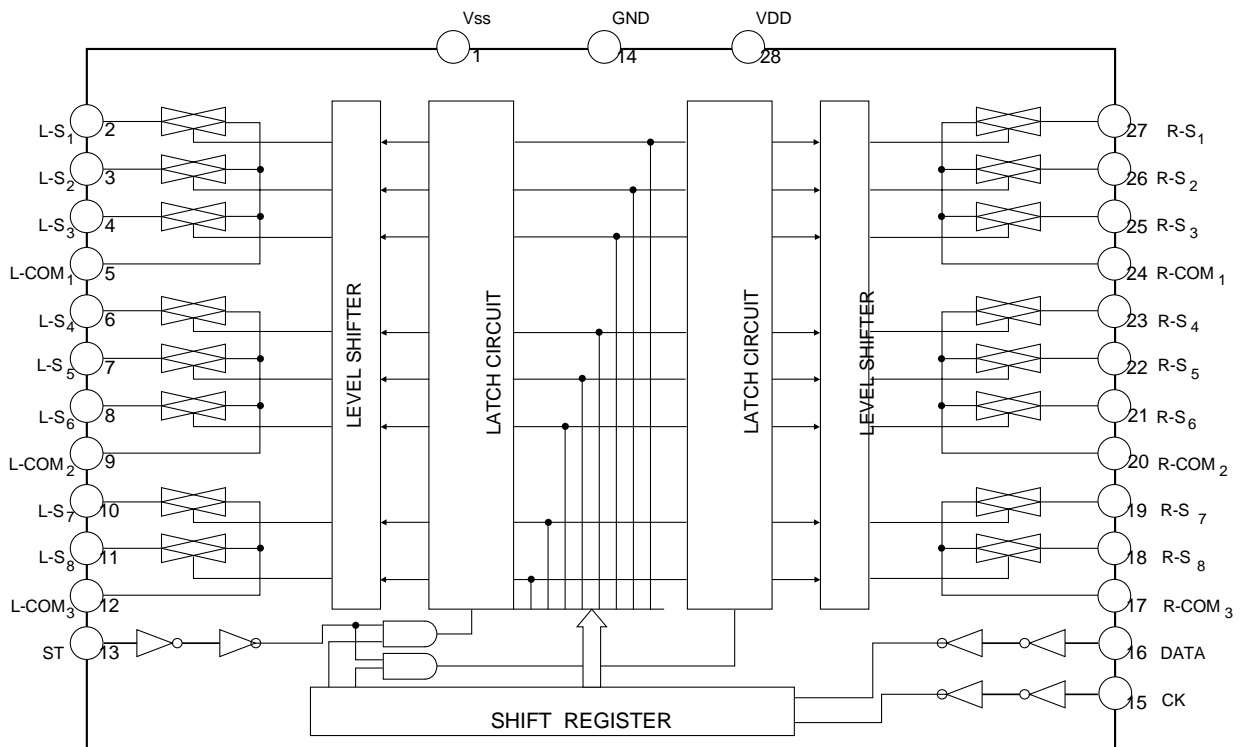 Vss GND VDD
1 14 28
L-S1 2 27 R-S1
L-S2 3 26 R-S2
L-S3 4 25 R-S3
L-COM1 5 24 R-COM1
L-S4 6 23 R-S4
L-S5 7 22 R-S5
L-S6 8 21 R-S6
L-COM2 9 20 R-COM2
L-S7 10 19 R-S7
L-S8 11 18 R-S8
L-COM3 12 17 R-COM3
LEVEL SHIFTER
LATCH CIRCUIT
LATCH CIRCUIT
LEVEL SHIFTER
ST 13 16 DATA
15 CK
SHIFT REGISTER